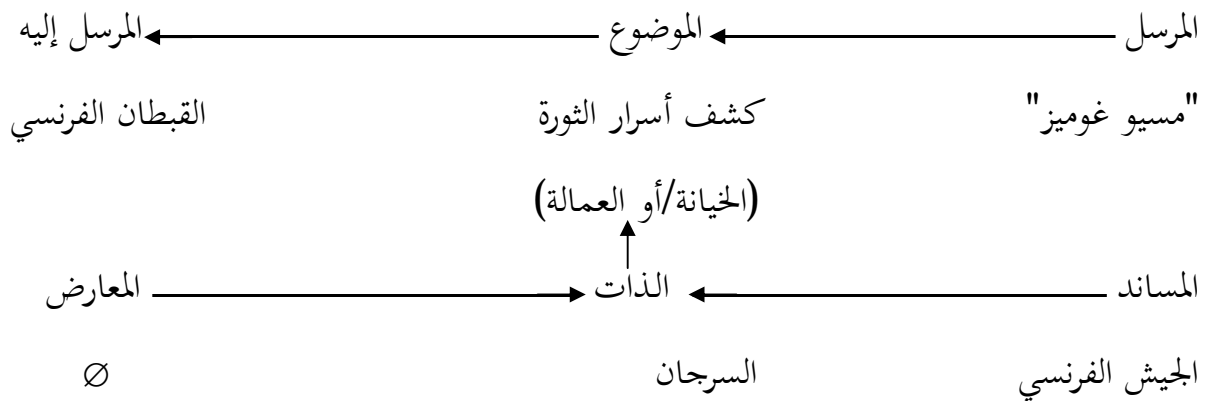 المرسل الموضوع المرسل إليه
"مسيو غوميز" كشف أسرار الثورة القبطان الفرنسي
(الخيانة/أو العمالة)
المساند الذات المعارض
الجيش الفرنسي السرجان ∅